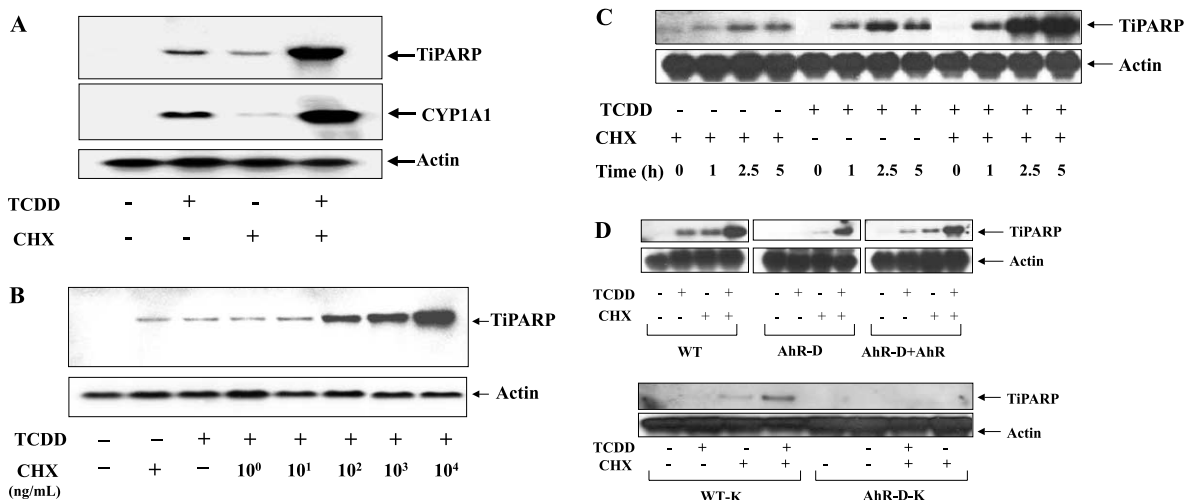 A
TiPARP
CYP1A1
Actin
TCDD - + - +
CHX - - + +
B
TiPARP
Actin
TCDD – – + + + + + +
CHX – + – 10⁰ 10¹ 10² 10³ 10⁴
(ng/mL)
C
TiPARP
Actin
TCDD - - - - + + + + + + + +
CHX + + + + - - - - + + + +
Time (h) 0 1 2.5 5 0 1 2.5 5 0 1 2.5 5
D
TiPARP
Actin
TCDD - + - + - - - + - + - +
CHX - - + + - - + + - - + +
WT AhR-D AhR-D+AhR
TiPARP
Actin
TCDD - + - + - - + -
CHX - - + + - - + +
WT-K AhR-D-K